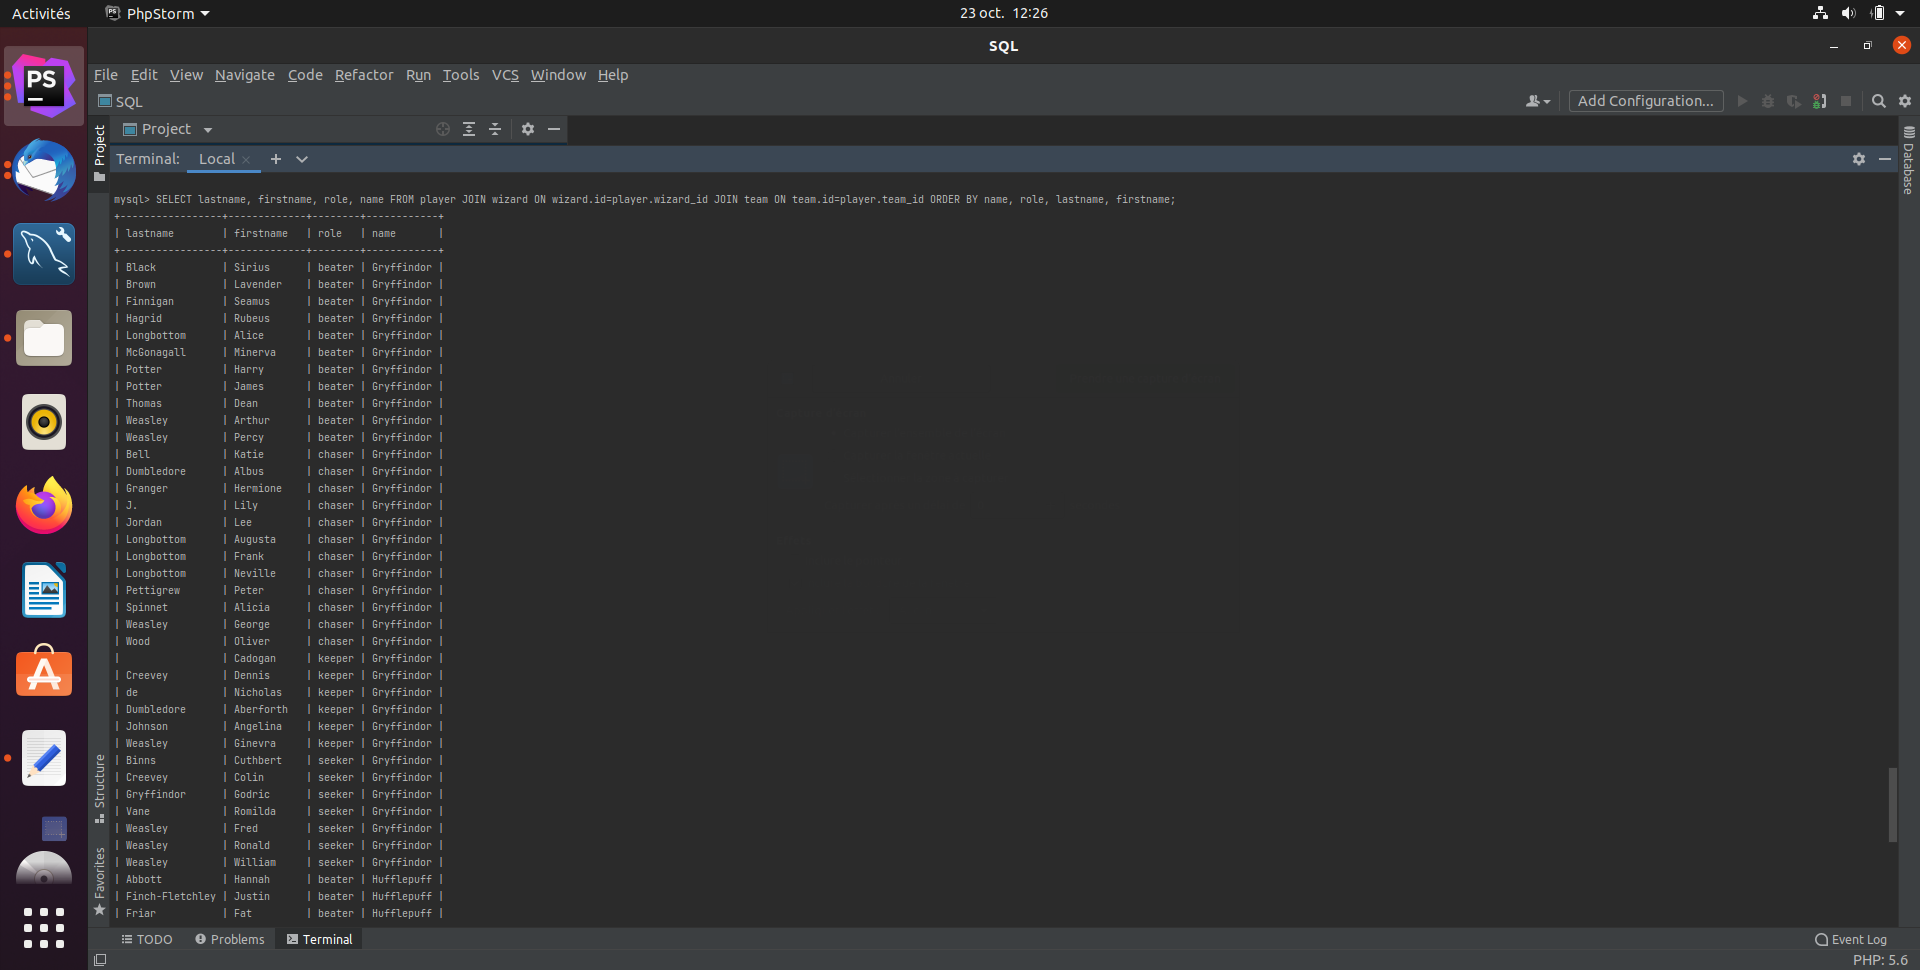 Activités
PhpStorm
23 oct. 12:26
SQL
PS
File Edit View Navigate Code Refactor Run Tools VCS Window Help
SQL
Add Configuration...
Project
Project
Database
Terminal: Local
mysql> SELECT lastname, firstname, role, name FROM player JOIN wizard ON wizard.id=player.wizard_id JOIN team ON team.id=player.team_id ORDER BY name, role, lastname, firstname;
+-----------------+-------------+--------+------------+
| lastname | firstname | role | name |
+-----------------+-------------+--------+------------+
| Black | Sirius | beater | Gryffindor |
| Brown | Lavender | beater | Gryffindor |
| Finnigan | Seamus | beater | Gryffindor |
| Hagrid | Rubeus | beater | Gryffindor |
| Longbottom | Alice | beater | Gryffindor |
| McGonagall | Minerva | beater | Gryffindor |
| Potter | Harry | beater | Gryffindor |
| Potter | James | beater | Gryffindor |
| Thomas | Dean | beater | Gryffindor |
| Weasley | Arthur | beater | Gryffindor |
| Weasley | Percy | beater | Gryffindor |
| Bell | Katie | chaser | Gryffindor |
| Dumbledore | Albus | chaser | Gryffindor |
| Granger | Hermione | chaser | Gryffindor |
| J. | Lily | chaser | Gryffindor |
| Jordan | Lee | chaser | Gryffindor |
| Longbottom | Augusta | chaser | Gryffindor |
| Longbottom | Frank | chaser | Gryffindor |
| Longbottom | Neville | chaser | Gryffindor |
| Pettigrew | Peter | chaser | Gryffindor |
| Spinnet | Alicia | chaser | Gryffindor |
| Weasley | George | chaser | Gryffindor |
| Wood | Oliver | chaser | Gryffindor |
| | Cadogan | keeper | Gryffindor |
| Creevey | Dennis | keeper | Gryffindor |
| de | Nicholas | keeper | Gryffindor |
| Dumbledore | Aberforth | keeper | Gryffindor |
| Johnson | Angelina | keeper | Gryffindor |
| Weasley | Ginevra | keeper | Gryffindor |
| Binns | Cuthbert | seeker | Gryffindor |
| Creevey | Colin | seeker | Gryffindor |
| Gryffindor | Godric | seeker | Gryffindor |
| Vane | Romilda | seeker | Gryffindor |
| Weasley | Fred | seeker | Gryffindor |
| Weasley | Ronald | seeker | Gryffindor |
| Weasley | William | seeker | Gryffindor |
| Abbott | Hannah | beater | Hufflepuff |
| Finch-Fletchley | Justin | beater | Hufflepuff |
| Friar | Fat | beater | Hufflepuff |
Structure
Favorites
TODO Problems Terminal
Event Log
PHP: 5.6